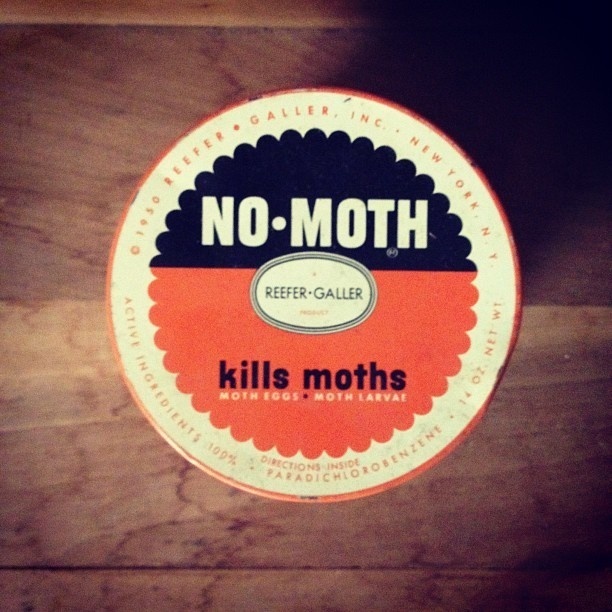 © 1950 REEFER • GALLER, INC. • NEW YORK, N. Y.
NO•MOTH
REEFER•GALLER
PRODUCT
kills moths
MOTH EGGS • MOTH LARVAE
ACTIVE INGREDIENTS 100% PARADICHLOROBENZENE • 14 OZ. NET WT
DIRECTIONS INSIDE